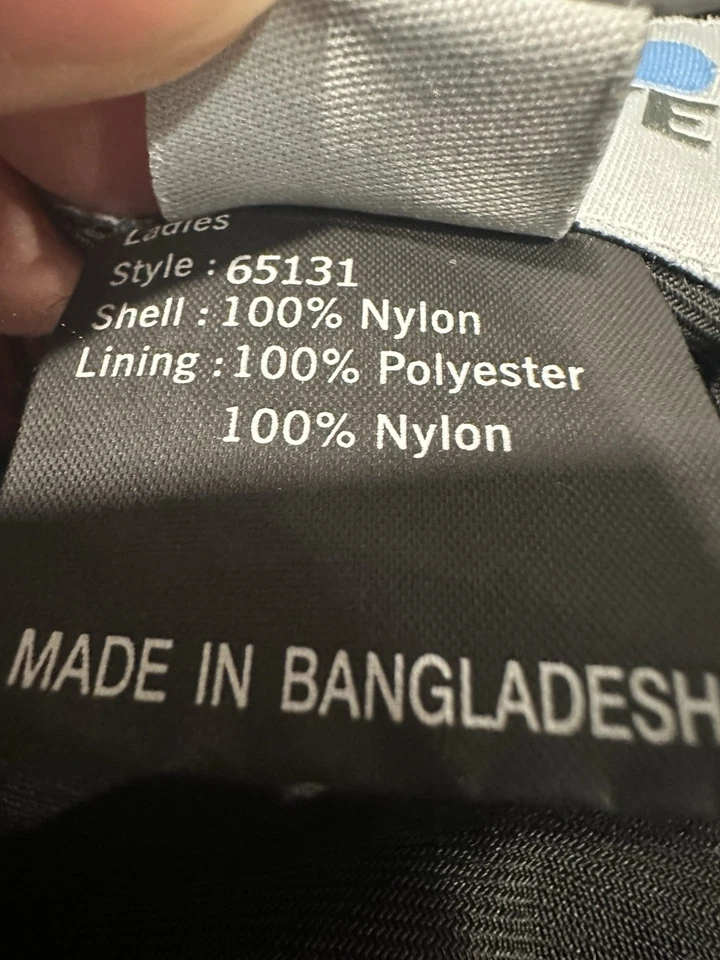 E
Ladies
Style : 65131
Shell : 100% Nylon
Lining : 100% Polyester
100% Nylon
MADE IN BANGLADESH